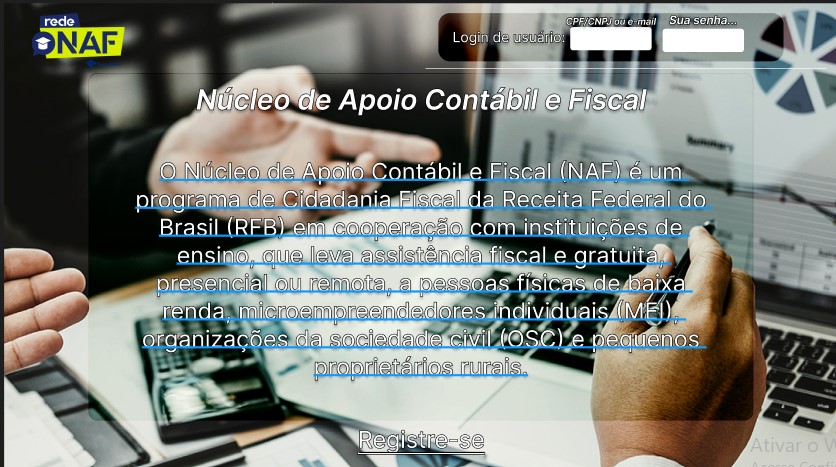 rede
NAF
CPF/CNPJ ou e-mail
Sua senha...
Login de usuário:
Núcleo de Apoio Contábil e Fiscal
O Núcleo de Apoio Contábil e Fiscal (NAF) é um
programa de Cidadania Fiscal da Receita Federal do
Brasil (RFB) em cooperação com instituições de
ensino, que leva assistência fiscal e gratuita,
presencial ou remota, a pessoas físicas de baixa
renda, microempreendedores individuais (MEI),
organizações da sociedade civil (OSC) e pequenos
proprietários rurais.
Registre-se
Summary
Ativar o W